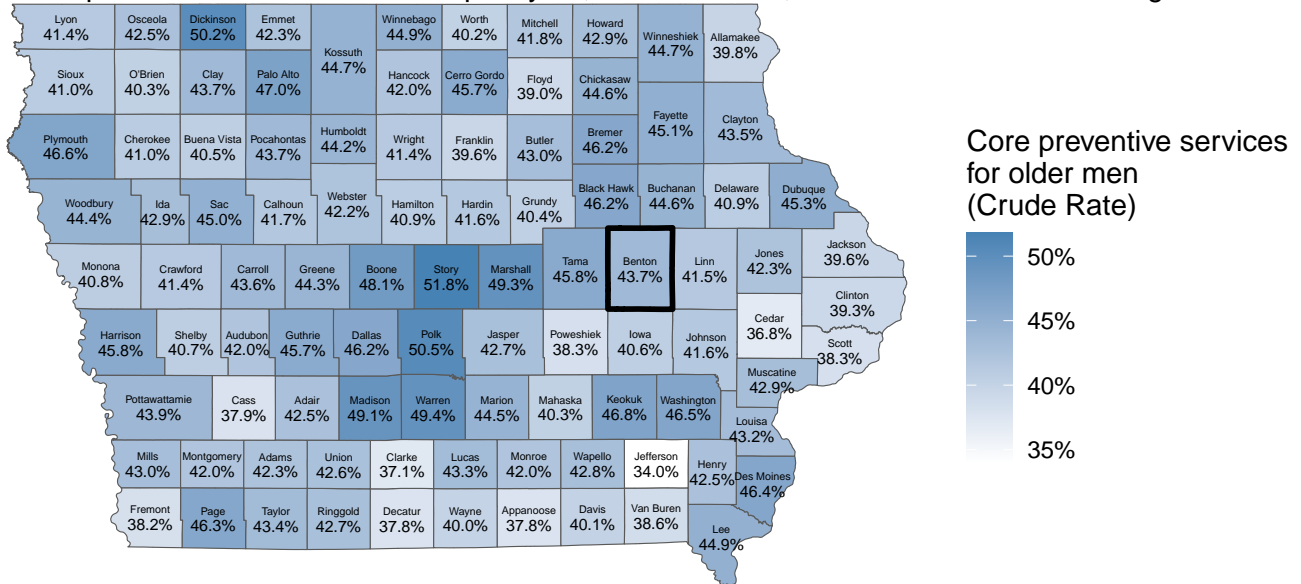 Lyon
41.4%
Osceola
42.5%
Dickinson
50.2%
Emmet
42.3%
Kossuth
44.7%
Winnebago
44.9%
Worth
40.2%
Mitchell
41.8%
Howard
42.9%
Winneshiek
44.7%
Allamakee
39.8%
Sioux
41.0%
O'Brien
40.3%
Clay
43.7%
Palo Alto
47.0%
Hancock
42.0%
Cerro Gordo
45.7%
Floyd
39.0%
Chickasaw
44.6%
Fayette
45.1%
Clayton
43.5%
Plymouth
46.6%
Cherokee
41.0%
Buena Vista
40.5%
Pocahontas
43.7%
Humboldt
44.2%
Wright
41.4%
Franklin
39.6%
Butler
43.0%
Bremer
46.2%
Woodbury
44.4%
Ida
42.9%
Sac
45.0%
Calhoun
41.7%
Webster
42.2%
Hamilton
40.9%
Hardin
41.6%
Grundy
40.4%
Black Hawk
46.2%
Buchanan
44.6%
Delaware
40.9%
Dubuque
45.3%
Monona
40.8%
Crawford
41.4%
Carroll
43.6%
Greene
44.3%
Boone
48.1%
Story
51.8%
Marshall
49.3%
Tama
45.8%
Benton
43.7%
Linn
41.5%
Jones
42.3%
Jackson
39.6%
Clinton
39.3%
Cedar
36.8%
Scott
38.3%
Harrison
45.8%
Shelby
40.7%
Audubon
42.0%
Guthrie
45.7%
Dallas
46.2%
Polk
50.5%
Jasper
42.7%
Poweshiek
38.3%
Iowa
40.6%
Johnson
41.6%
Muscatine
42.9%
Pottawattamie
43.9%
Cass
37.9%
Adair
42.5%
Madison
49.1%
Warren
49.4%
Marion
44.5%
Mahaska
40.3%
Keokuk
46.8%
Washington
46.5%
Louisa
43.2%
Mills
43.0%
Montgomery
42.0%
Adams
42.3%
Union
42.6%
Clarke
37.1%
Lucas
43.3%
Monroe
42.0%
Wapello
42.8%
Jefferson
34.0%
Henry
42.5%
Des Moines
46.4%
Fremont
38.2%
Page
46.3%
Taylor
43.4%
Ringgold
42.7%
Decatur
37.8%
Wayne
40.0%
Appanoose
37.8%
Davis
40.1%
Van Buren
38.6%
Lee
44.9%
Core preventive services
for older men
(Crude Rate)
50%
45%
40%
35%